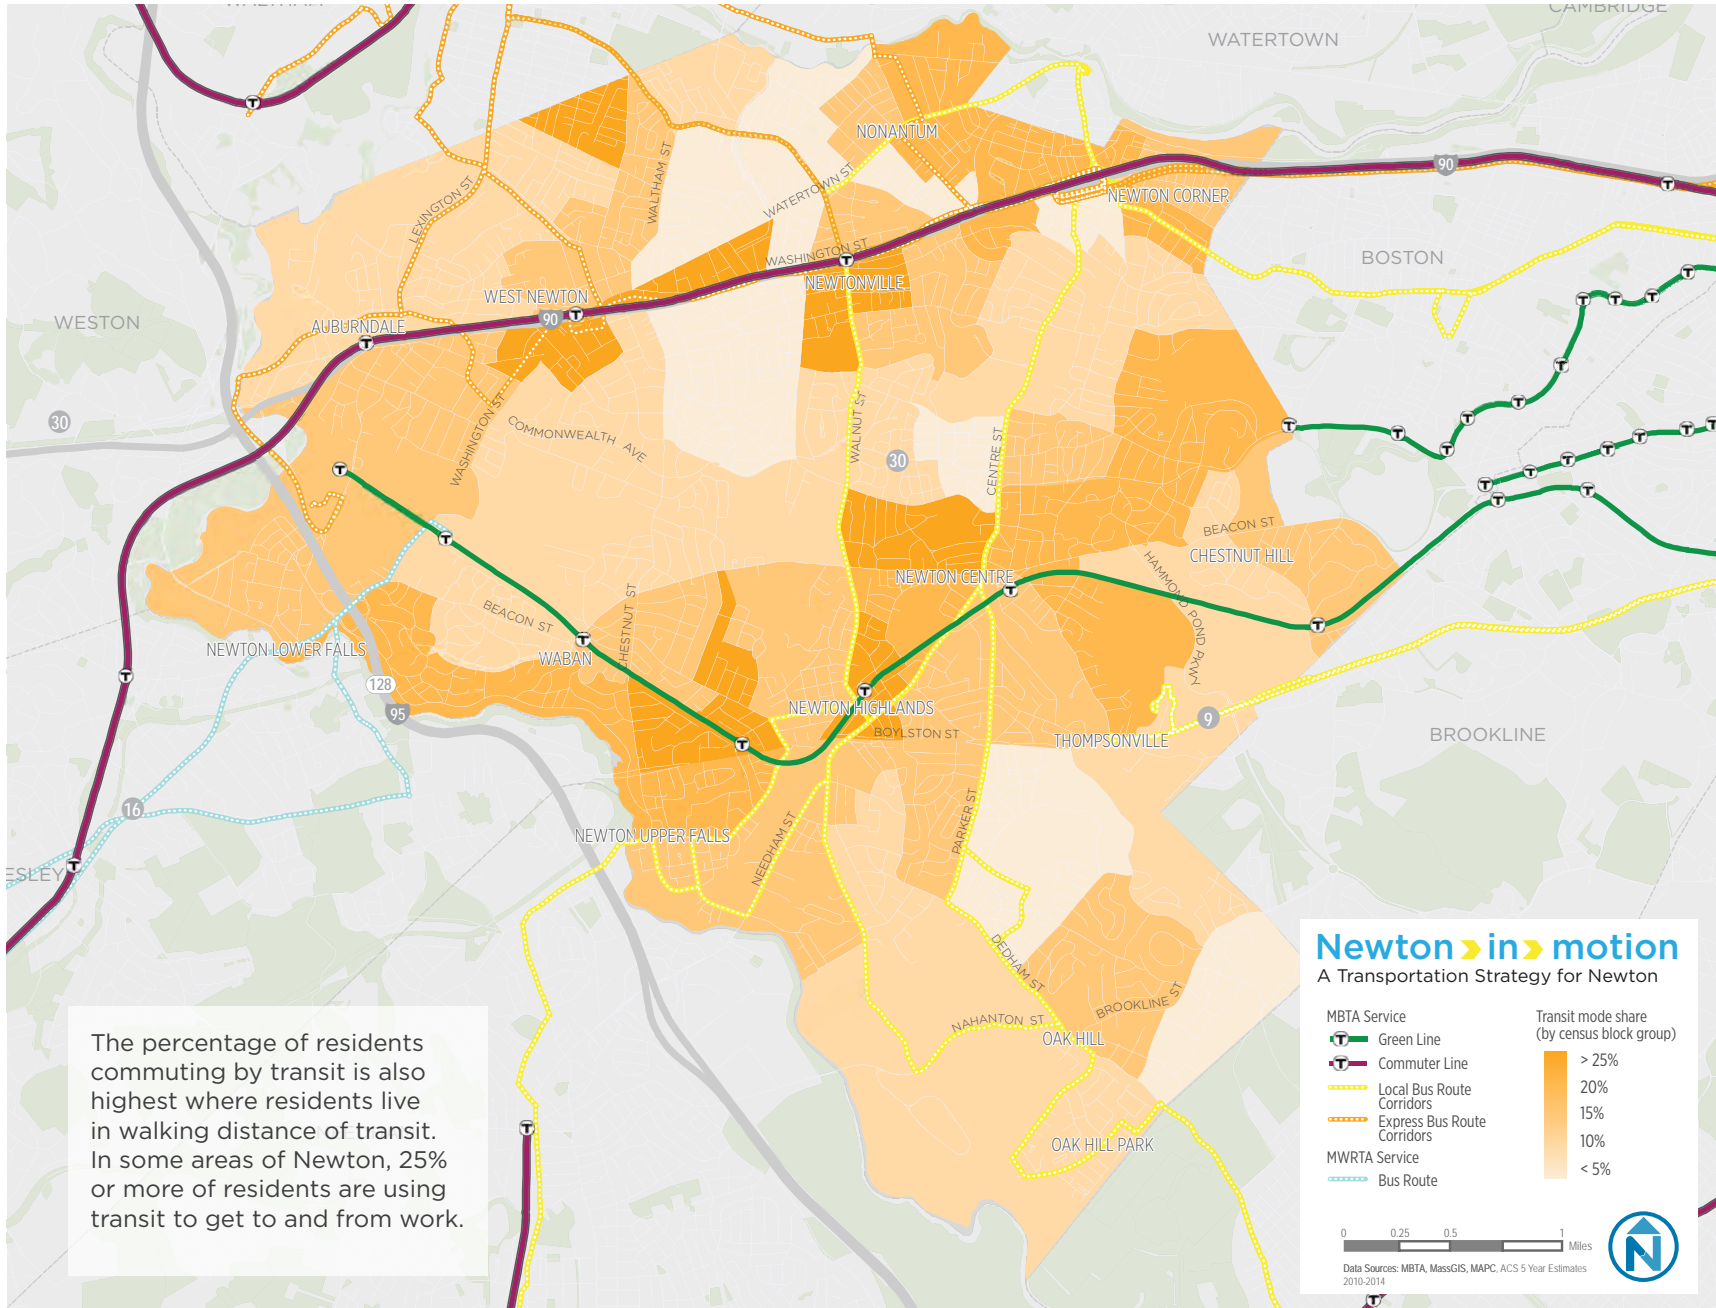 WALTHAM
CAMBRIDGE
WATERTOWN
NONANTUM
90
WALTHAM ST
WATERTOWN ST
LEXINGTON ST
NEWTON CORNER
BOSTON
WASHINGTON ST
NEWTONVILLE
WEST NEWTON
90
WESTON
AUBURNDALE
30
WASHINGTON ST
COMMONWEALTH AVE
WALNUT ST
30
CENTRE ST
BEACON ST
CHESTNUT HILL
HAMMOND POND PKWY
NEWTON CENTRE
BEACON ST
CHESTNUT ST
NEWTON LOWER FALLS
WABAN
128
95
NEWTON HIGHLANDS
BOYLSTON ST
THOMPSONVILLE
9
BROOKLINE
16
NEWTON UPPER FALLS
NEEDHAM ST
PARKER ST
ESLEY
DEDHAM ST
BROOKLINE ST
NAHANTON ST
OAK HILL
OAK HILL PARK
The percentage of residents
commuting by transit is also
highest where residents live
in walking distance of transit.
In some areas of Newton, 25%
or more of residents are using
transit to get to and from work.
Newton in motion
A Transportation Strategy for Newton
MBTA Service
T Green Line
T Commuter Line
Local Bus Route
Corridors
Express Bus Route
Corridors
MWRTA Service
Bus Route
Transit mode share
(by census block group)
> 25%
20%
15%
10%
< 5%
0 0.25 0.5 1
Miles
Data Sources: MBTA, MassGIS, MAPC, ACS 5 Year Estimates
2010-2014
N